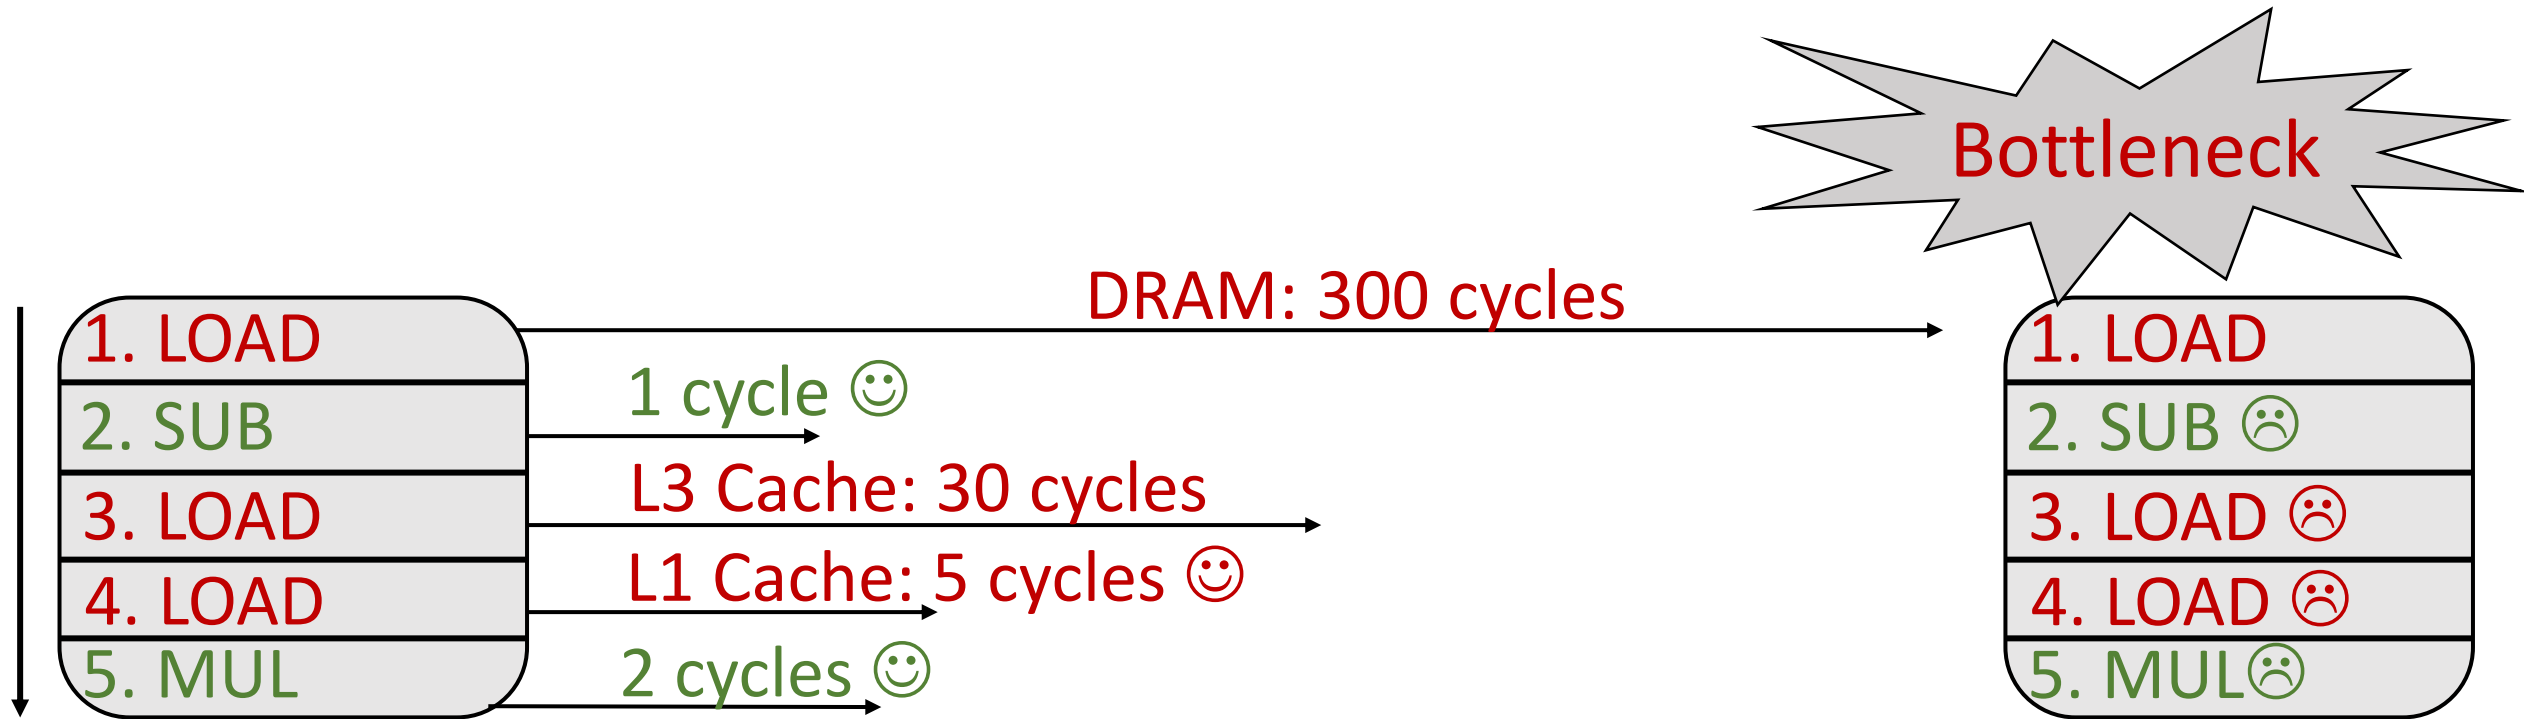 Bottleneck
DRAM: 300 cycles
1. LOAD
2. SUB
3. LOAD
4. LOAD
5. MUL
1 cycle ☺
L3 Cache: 30 cycles
L1 Cache: 5 cycles ☺
2 cycles ☺
1. LOAD
2. SUB ☹
3. LOAD ☹
4. LOAD ☹
5. MUL☹